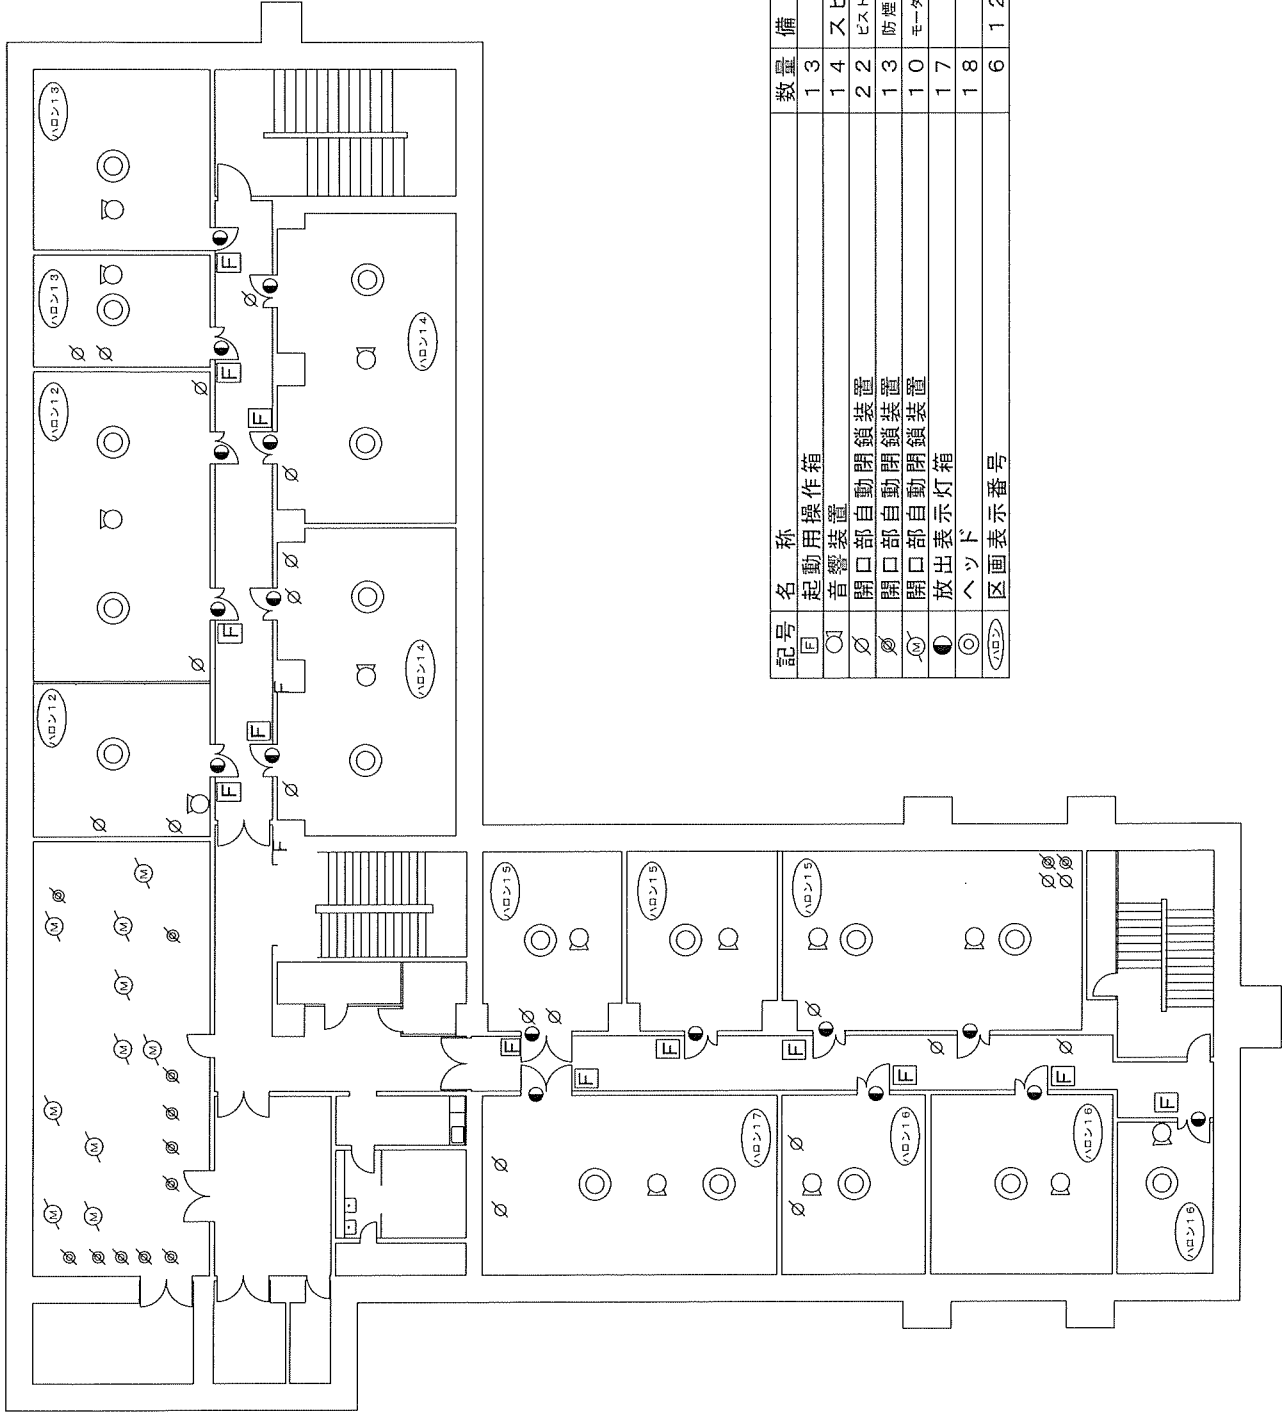 記号 名 称 数量 備
F 起動用操作箱 13
音響装置 14 スピ
開口部自動閉鎖装置 22 ピスト
開口部自動閉鎖装置 13 防煙
M 開口部自動閉鎖装置 10 モータ
放出表示灯箱 17
ヘッド 18
ハロン 区画表示番号 6 12
ハロン12
ハロン12
ハロン13
ハロン13
ハロン14
ハロン14
ハロン15
ハロン15
ハロン15
ハロン17
ハロン16
ハロン16
ハロン16
M
M
M
M
M
M
M
M
M
M
F
F
F
F
F
F
F
F
F
F
F
F
F
F